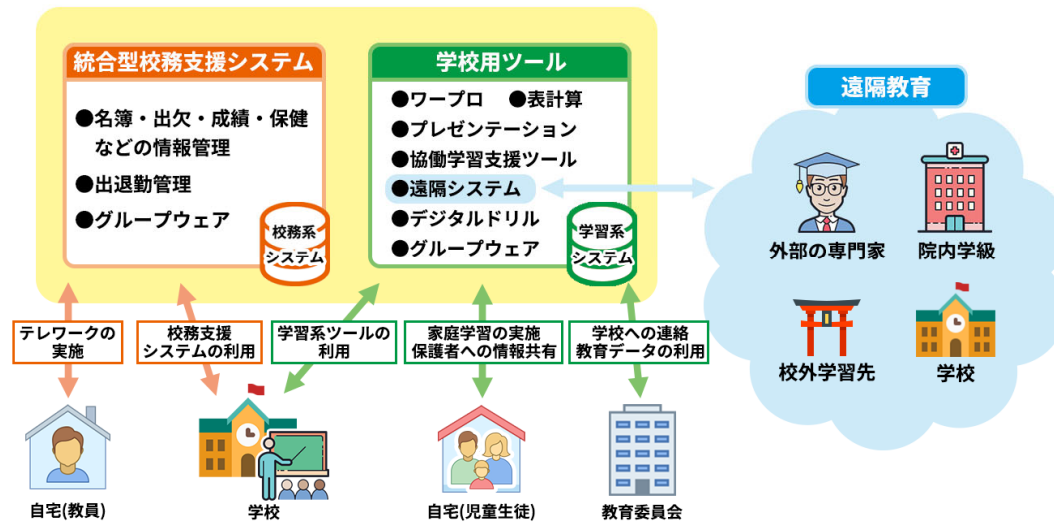 統合型校務支援システム
●名簿・出欠・成績・保健
などの情報管理
●出退勤管理
●グループウェア
校務系
システム
学校用ツール
●ワープロ ●表計算
●プレゼンテーション
●協働学習支援ツール
●遠隔システム
●デジタルドリル
●グループウェア
学習系
システム
遠隔教育
外部の専門家
院内学級
校外学習先
学校
テレワークの
実施
校務支援
システムの利用
学習系ツールの
利用
家庭学習の実施
保護者への情報共有
学校への連絡
教育データの利用
自宅(教員)
学校
自宅(児童生徒)
教育委員会